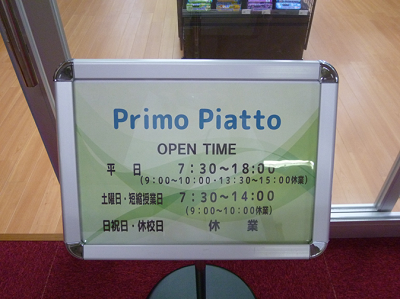 Primo Piatto
OPEN TIME
平 日 7：30～18:00
(9：00～10:00・13:30～15:00休業)
土曜日・短縮授業日 7：30～14:00
(9：00～10:00休業)
日祝日・休校日 休 業